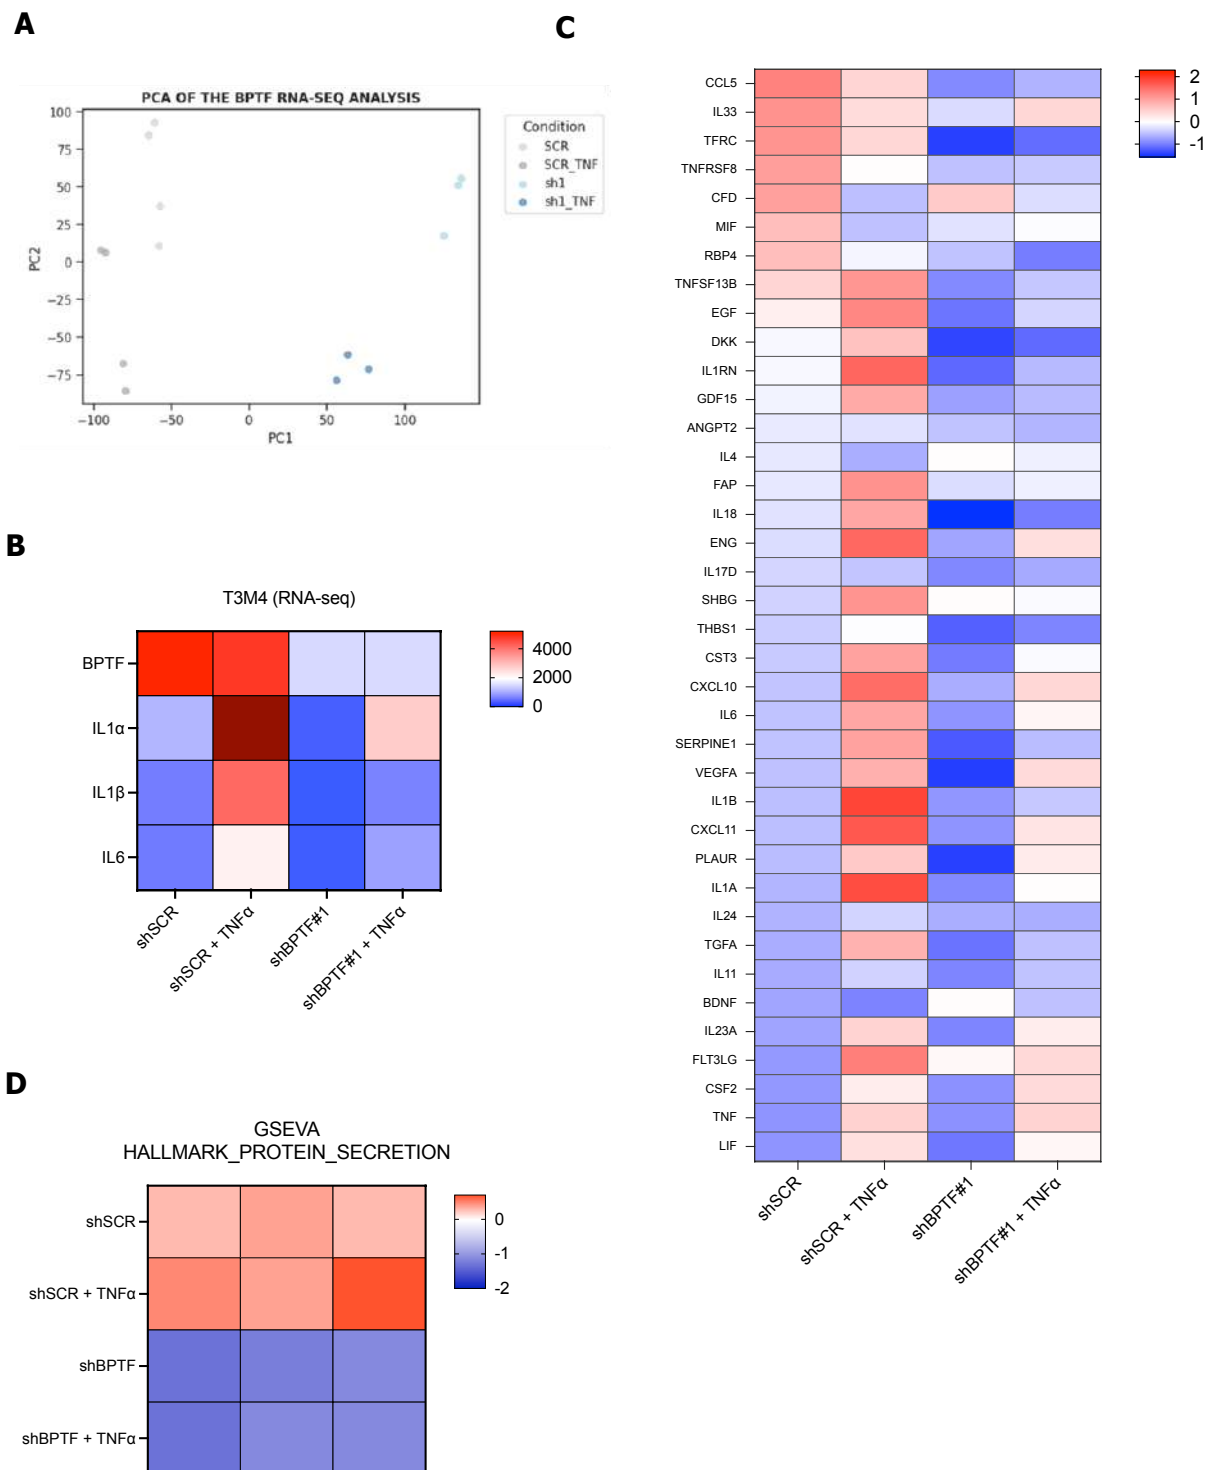 A
PCA OF THE BPTF RNA-SEQ ANALYSIS
100
75
50
25
0
−25
−50
−75
PC2
−100
−50
0
50
100
PC1
Condition
SCR
SCR_TNF
sh1
sh1_TNF
B
T3M4 (RNA-seq)
BPTF
IL1α
IL1β
IL6
shSCR
shSCR + TNFα
shBPTF#1
shBPTF#1 + TNFα
4000
2000
0
C
CCL5
IL33
TFRC
TNFRSF8
CFD
MIF
RBP4
TNFSF13B
EGF
DKK
IL1RN
GDF15
ANGPT2
IL4
FAP
IL18
ENG
IL17D
SHBG
THBS1
CST3
CXCL10
IL6
SERPINE1
VEGFA
IL1B
CXCL11
PLAUR
IL1A
IL24
TGFA
IL11
BDNF
IL23A
FLT3LG
CSF2
TNF
LIF
shSCR
shSCR + TNFα
shBPTF#1
shBPTF#1 + TNFα
2
1
0
-1
D
GSEVA
HALLMARK_PROTEIN_SECRETION
shSCR
shSCR + TNFα
shBPTF
shBPTF + TNFα
0
-1
-2